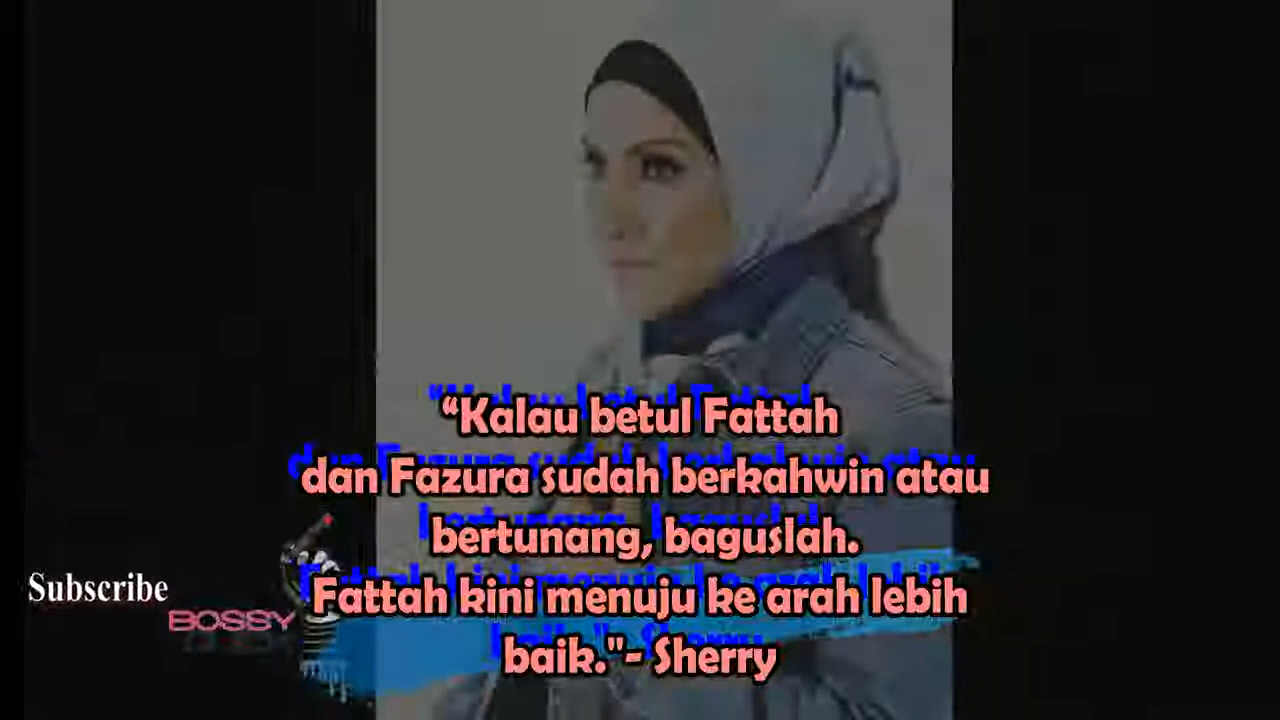 “Kalau betul Fattah
dan Fazura sudah berkahwin atau
bertunang, baguslah.
Fattah kini menuju ke arah lebih
baik."- Sherry
Subscribe
BOSSY